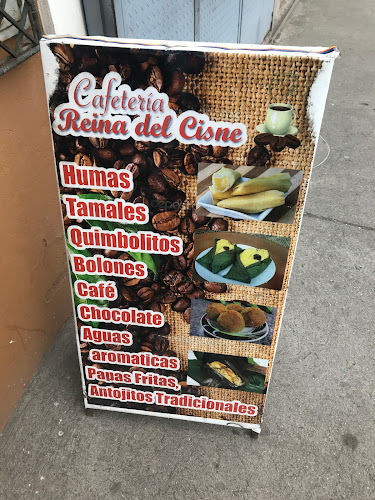 Cafetería
Reina del Cisne
Humas
Tamales
Quimbolitos
Bolones
Café
Chocolate
Aguas
aromaticas
Papas Fritas,
Antojitos Tradicionales